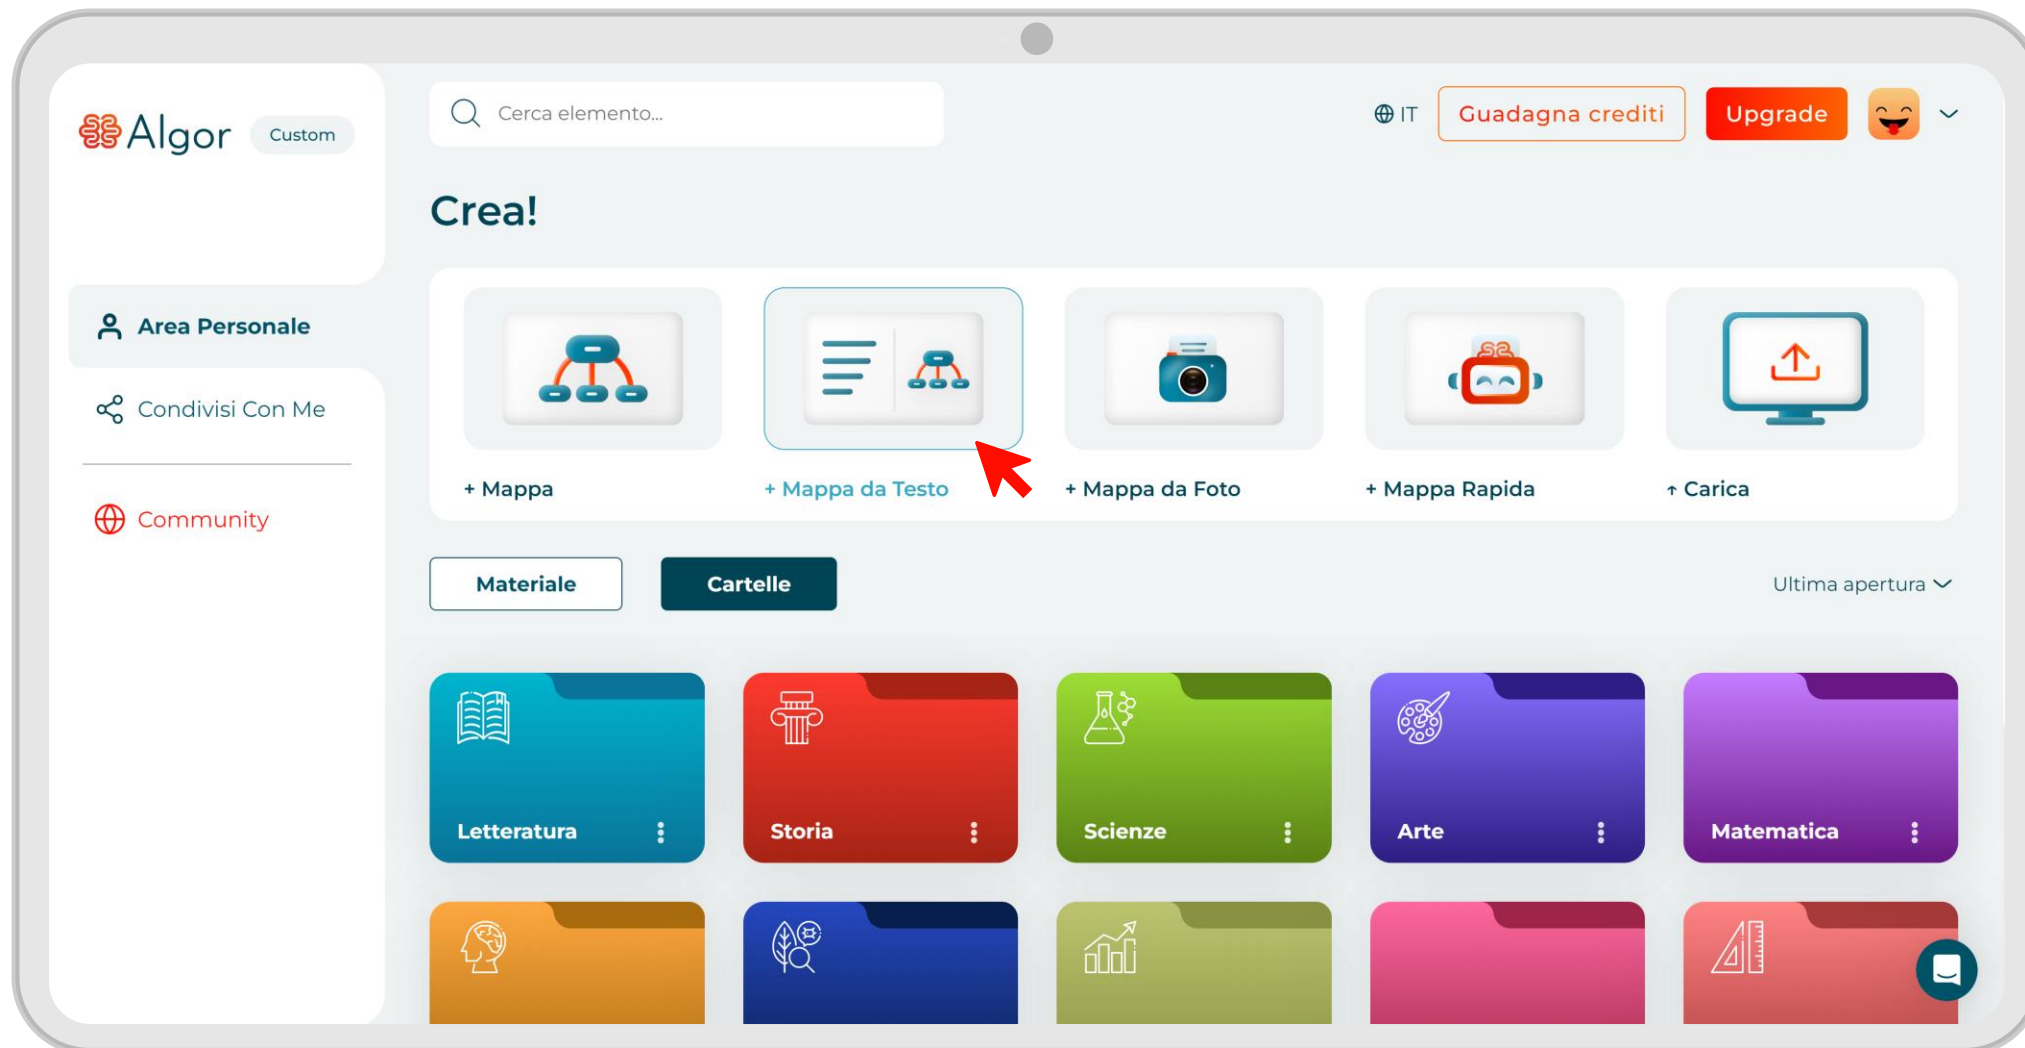 Algor
Custom
Cerca elemento...
IT
Guadagna crediti
Upgrade
Crea!
Area Personale
Condivisi Con Me
Community
+ Mappa
+ Mappa da Testo
+ Mappa da Foto
+ Mappa Rapida
↑ Carica
Materiale
Cartelle
Ultima apertura
Letteratura
Storia
Scienze
Arte
Matematica